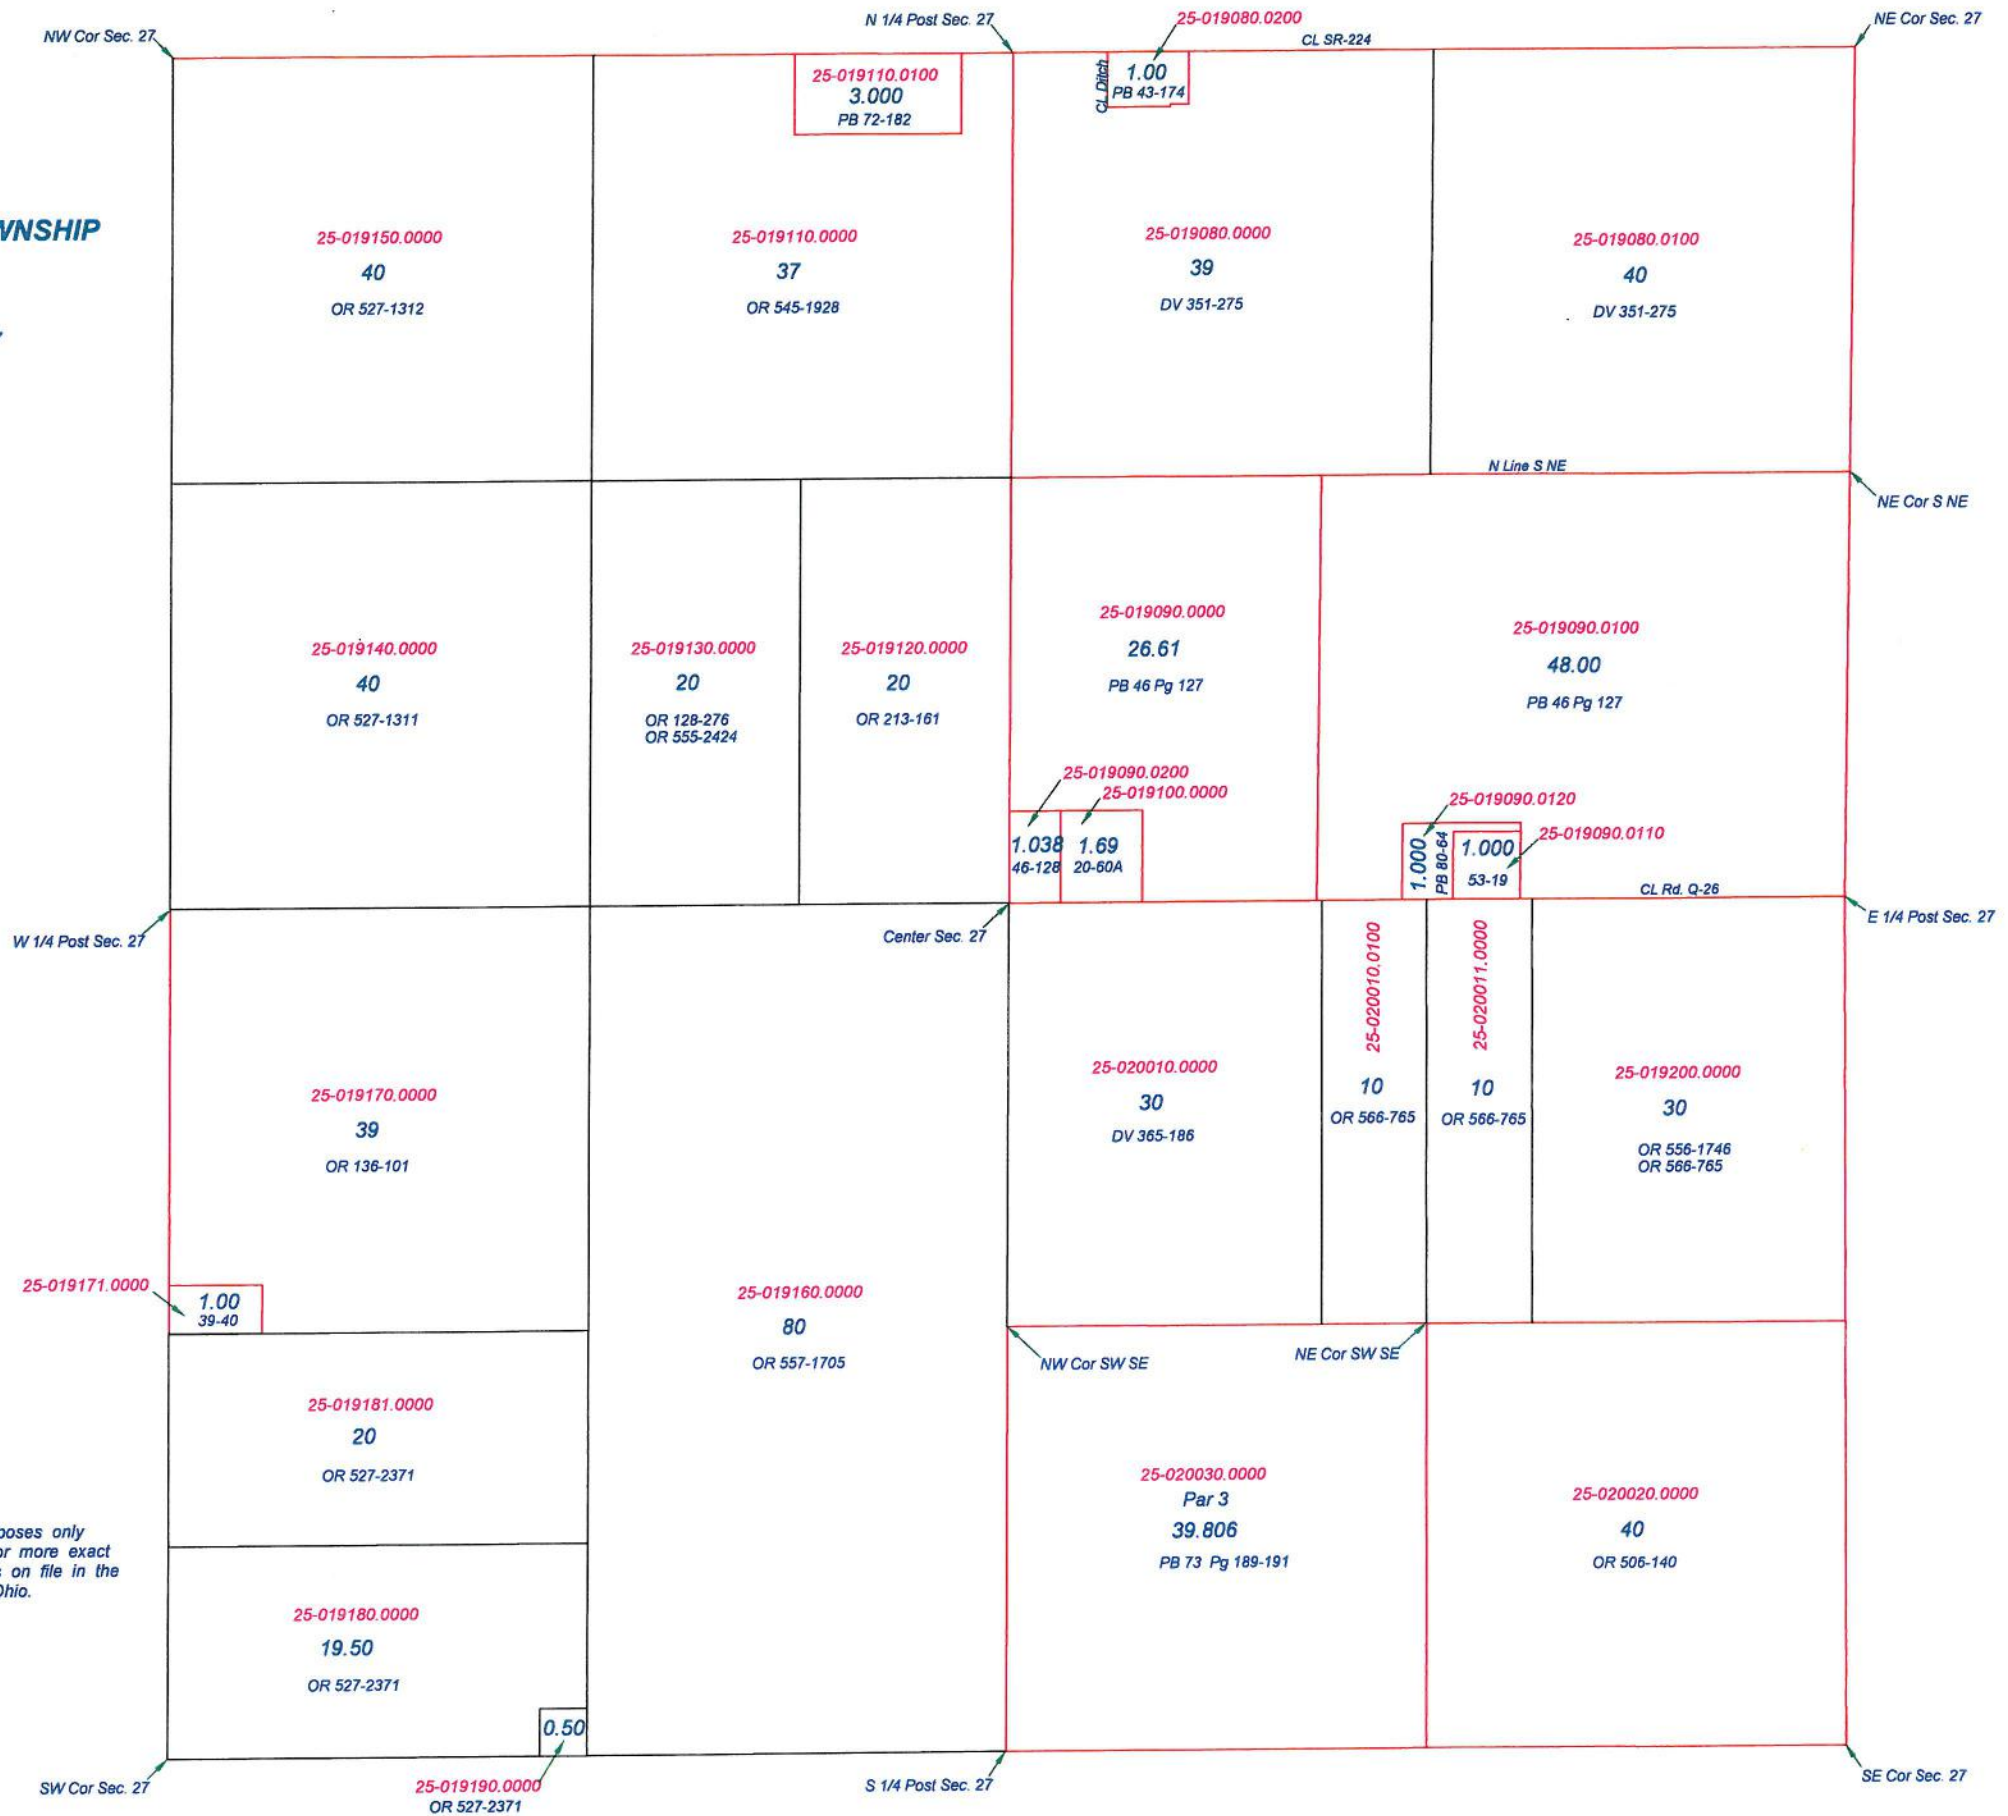 N 1/4 Post Sec. 27
25-019080.0200
NE Cor Sec. 27
NW Cor Sec. 27
CL SR-224
25-019110.0100
3.000
PB 72-182
CL Ditch
1.00
PB 43-174
WNSHIP
25-019150.0000
40
OR 527-1312
25-019110.0000
37
OR 545-1928
25-019080.0000
39
DV 351-275
25-019080.0100
40
DV 351-275
N Line S NE
NE Cor S NE
25-019140.0000
40
OR 527-1311
25-019130.0000
20
OR 128-276
OR 555-2424
25-019120.0000
20
OR 213-161
25-019090.0000
26.61
PB 46 Pg 127
25-019090.0100
48.00
PB 46 Pg 127
25-019090.0200
25-019100.0000
1.038
46-128
1.69
20-60A
25-019090.0120
25-019090.0110
1.000
PB 80-64
1.000
53-19
CL Rd. Q-26
W 1/4 Post Sec. 27
Center Sec. 27
E 1/4 Post Sec. 27
25-019170.0000
39
OR 136-101
25-020010.0000
30
DV 365-186
25-020010.0100
10
OR 566-765
25-020011.0000
10
OR 566-765
25-019200.0000
30
OR 556-1746
OR 566-765
25-019171.0000
1.00
39-40
25-019160.0000
80
OR 557-1705
NW Cor SW SE
NE Cor SW SE
25-019181.0000
20
OR 527-2371
25-020030.0000
Par 3
39.806
PB 73 Pg 189-191
25-020020.0000
40
OR 506-140
poses only
or more exact
on file in the
Ohio.
25-019180.0000
19.50
OR 527-2371
0.50
SW Cor Sec. 27
25-019190.0000
OR 527-2371
S 1/4 Post Sec. 27
SE Cor Sec. 27